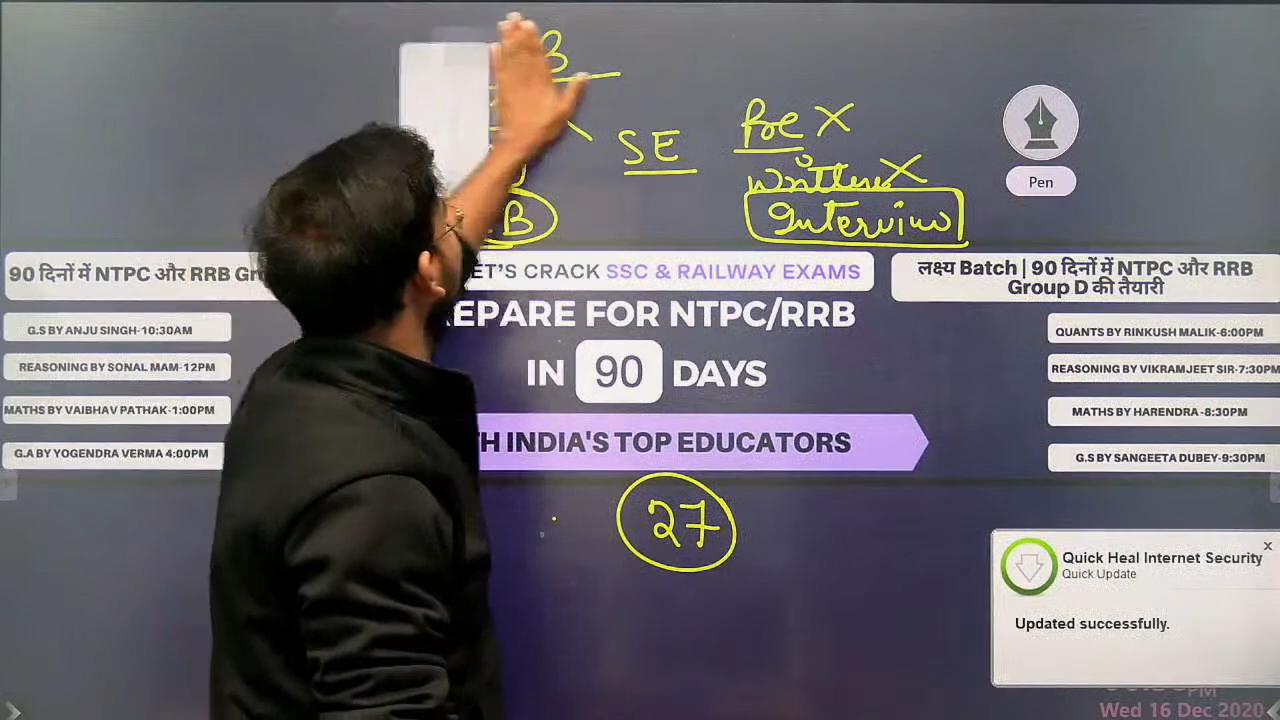 B
SE
Pre X
written X
Interview
B
Pen
90 दिनों में NTPC और RRB Gr
ET'S CRACK SSC & RAILWAY EXAMS
लक्ष्य Batch | 90 दिनों में NTPC और RRB
Group D की तैयारी
EPARE FOR NTPC/RRB
IN 90 DAYS
H INDIA'S TOP EDUCATORS
G.S BY ANJU SINGH-10:30AM
REASONING BY SONAL MAM-12PM
MATHS BY VAIBHAV PATHAK-1:00PM
G.A BY YOGENDRA VERMA 4:00PM
QUANTS BY RINKUSH MALIK-6:00PM
REASONING BY VIKRAMJEET SIR-7:30PM
MATHS BY HARENDRA-8:30PM
G.S BY SANGEETA DUBEY-9:30PM
27
Quick Heal Internet Security
Quick Update
x
Updated successfully.
PM
Wed 16 Dec 2020